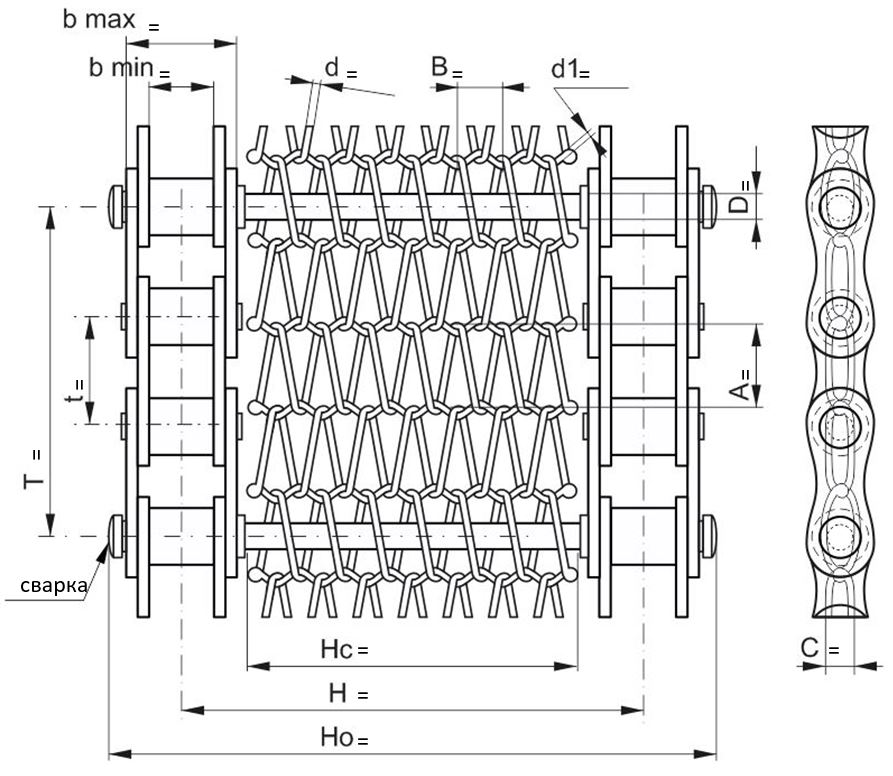 b max =
b min =
d =
B =
d1=
D =
t =
A =
T =
сварка
C =
Hc =
H =
Ho =